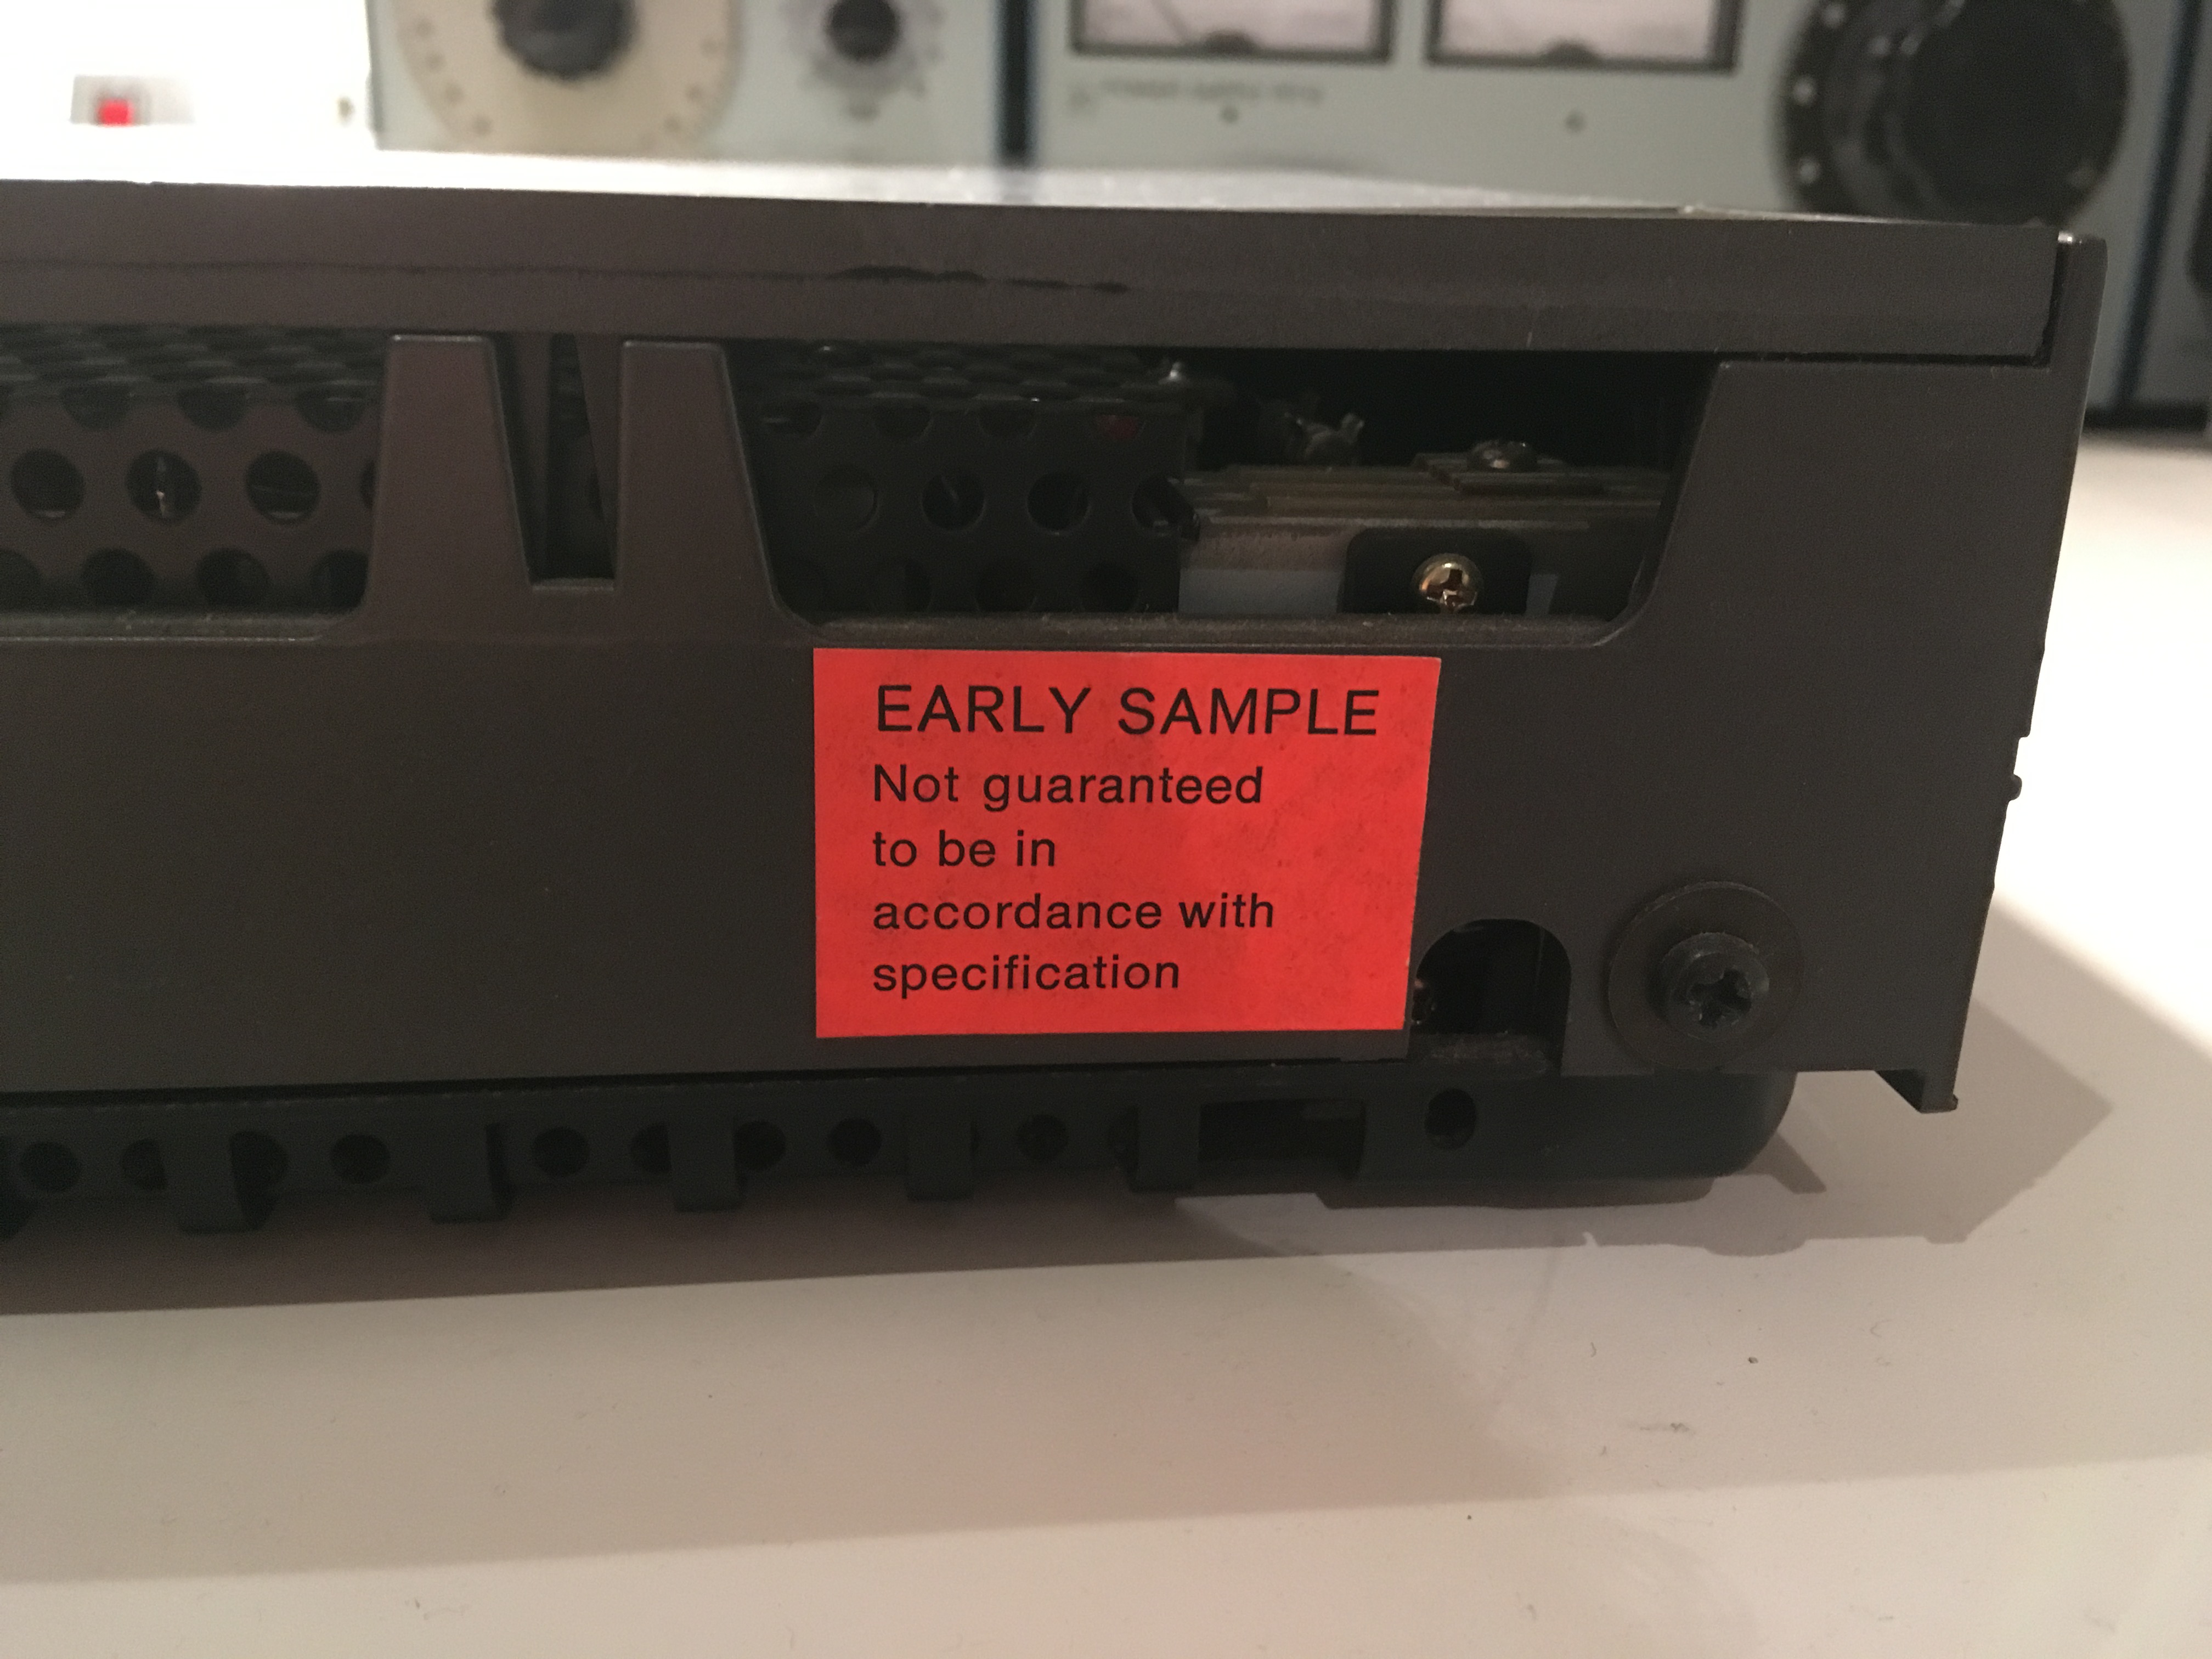 EARLY SAMPLE
Not guaranteed
to be in
accordance with
specification